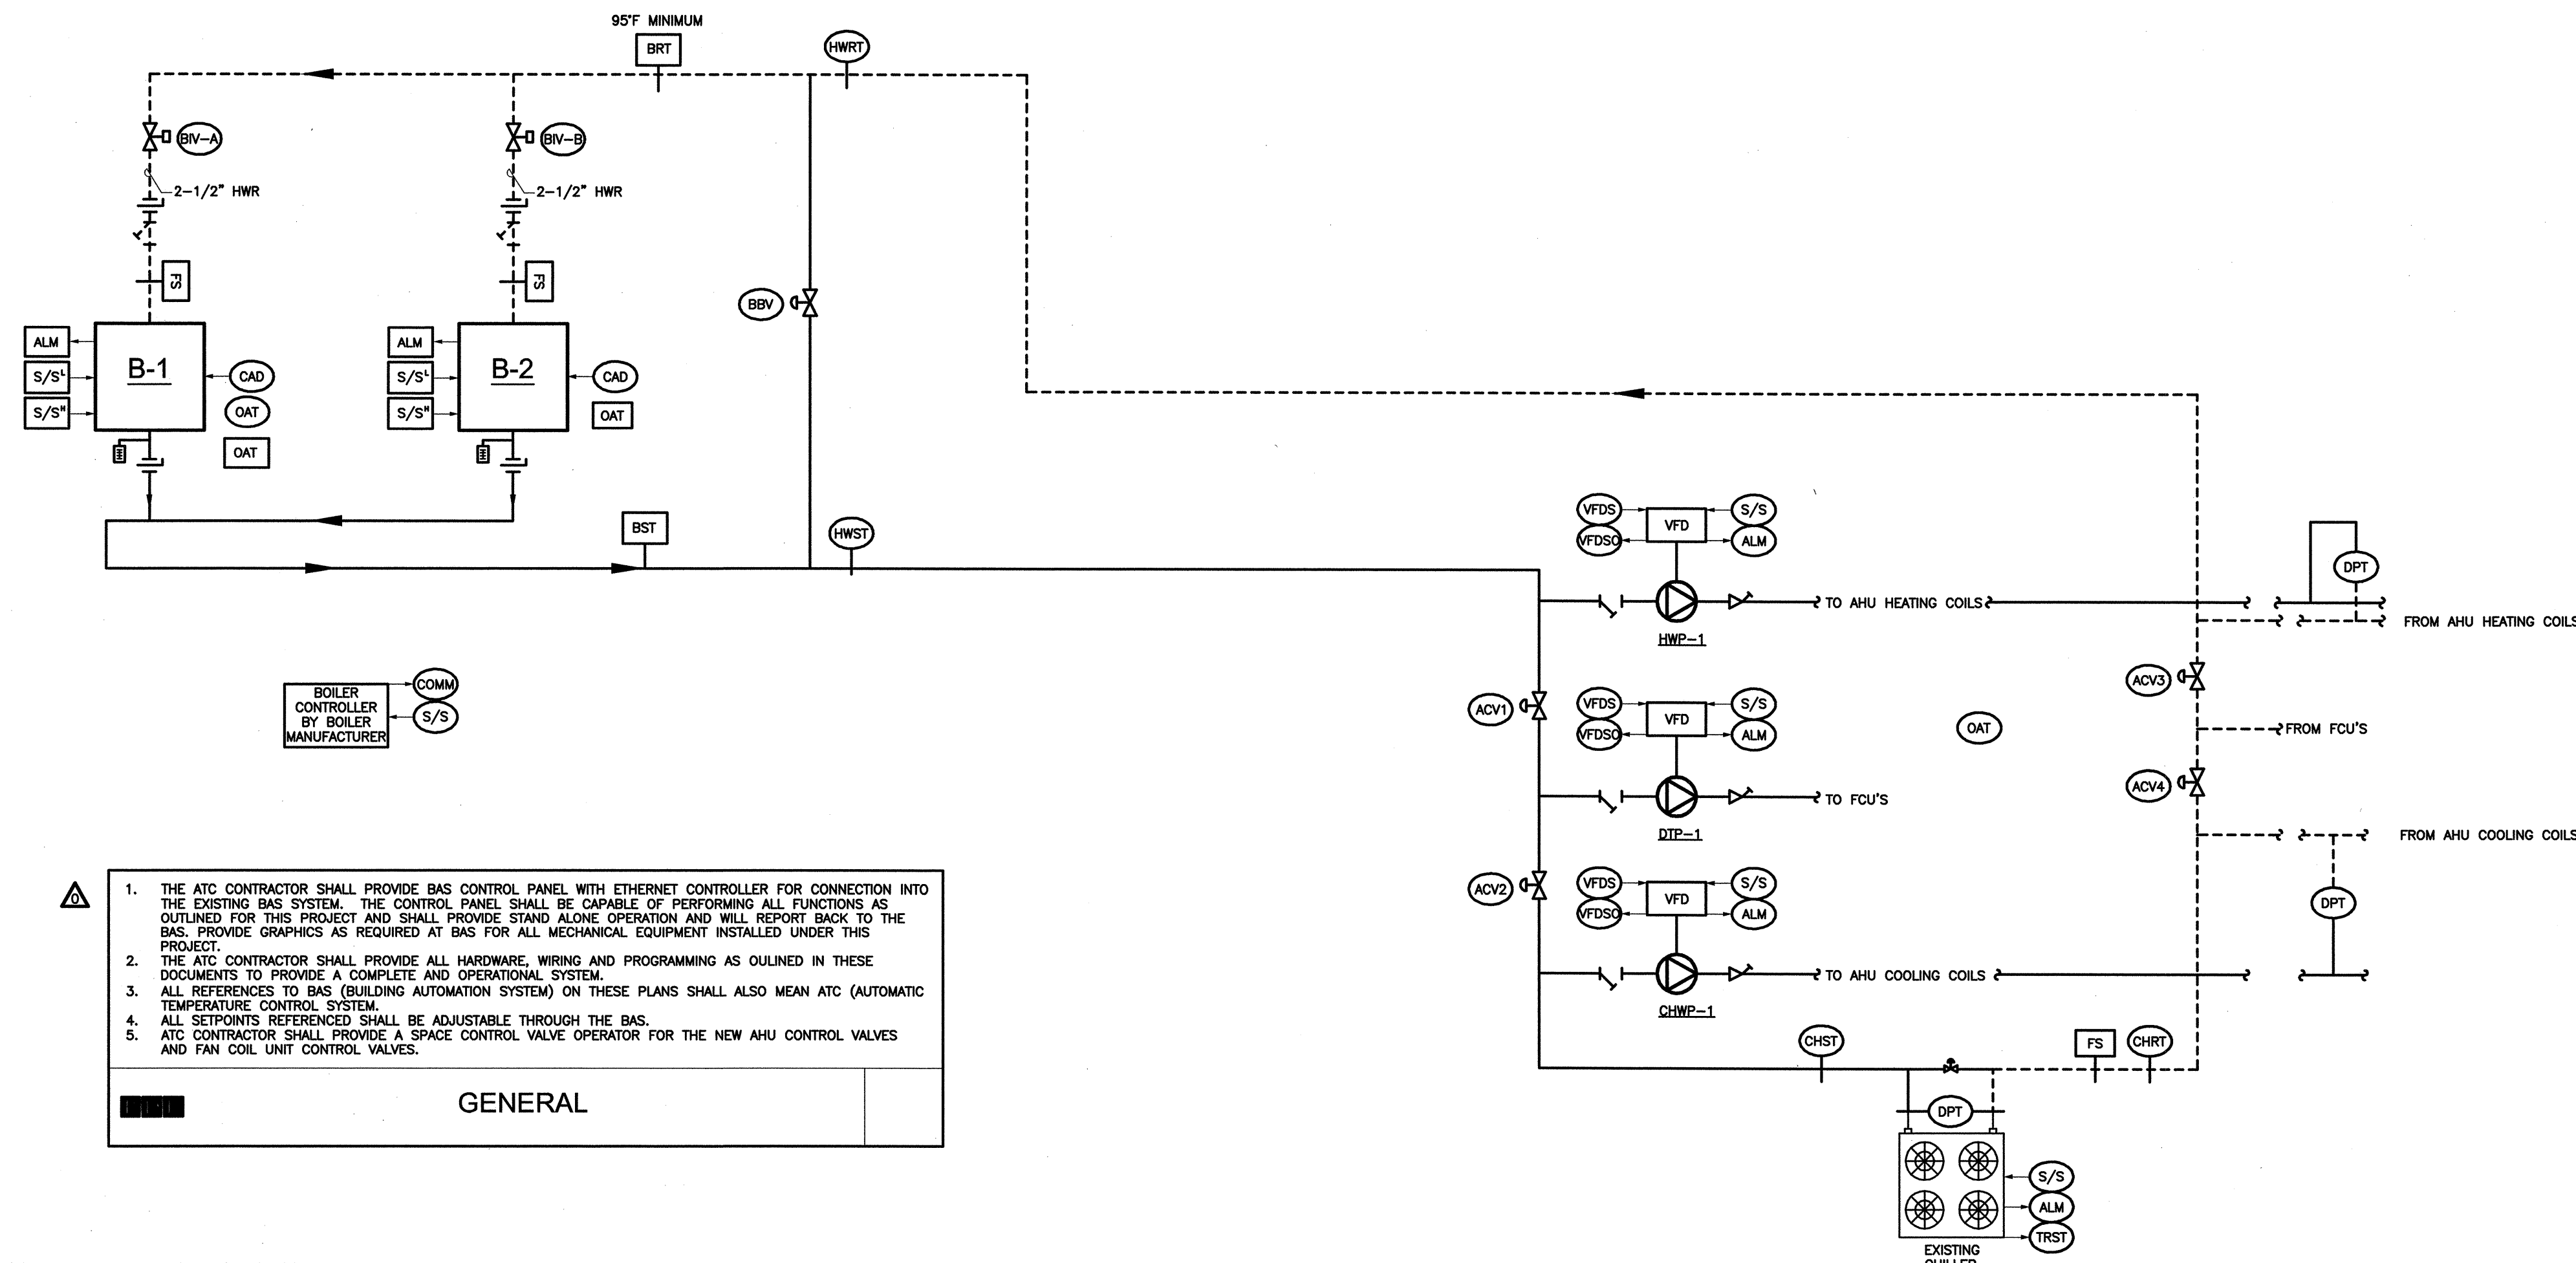 95°F MINIMUM
BRT
HWRT
BIV-A
BIV-B
2-1/2" HWR
2-1/2" HWR
FS
FS
BBV
ALM
S/S^L
S/S^H
B-1
CAD
OAT
OAT
ALM
S/S^L
S/S^H
B-2
CAD
OAT
BST
HWST
BOILER
CONTROLLER
BY BOILER
MANUFACTURER
COMM
S/S
VFDS
VFDSO
VFD
S/S
ALM
TO AHU HEATING COILS
HWP-1
DPT
FROM AHU HEATING COILS
ACV1
VFDS
VFDSO
VFD
S/S
ALM
OAT
ACV3
FROM FCU'S
ACV4
TO FCU'S
DTP-1
FROM AHU COOLING COILS
ACV2
VFDS
VFDSO
VFD
S/S
ALM
DPT
TO AHU COOLING COILS
CHWP-1
CHST
FS
CHRT
DPT
S/S
ALM
TRST
EXISTING
CHILLER
0
1. THE ATC CONTRACTOR SHALL PROVIDE BAS CONTROL PANEL WITH ETHERNET CONTROLLER FOR CONNECTION INTO
THE EXISTING BAS SYSTEM. THE CONTROL PANEL SHALL BE CAPABLE OF PERFORMING ALL FUNCTIONS AS
OUTLINED FOR THIS PROJECT AND SHALL PROVIDE STAND ALONE OPERATION AND WILL REPORT BACK TO THE
BAS. PROVIDE GRAPHICS AS REQUIRED AT BAS FOR ALL MECHANICAL EQUIPMENT INSTALLED UNDER THIS
PROJECT.
2. THE ATC CONTRACTOR SHALL PROVIDE ALL HARDWARE, WIRING AND PROGRAMMING AS OULINED IN THESE
DOCUMENTS TO PROVIDE A COMPLETE AND OPERATIONAL SYSTEM.
3. ALL REFERENCES TO BAS (BUILDING AUTOMATION SYSTEM) ON THESE PLANS SHALL ALSO MEAN ATC (AUTOMATIC
TEMPERATURE CONTROL SYSTEM.
4. ALL SETPOINTS REFERENCED SHALL BE ADJUSTABLE THROUGH THE BAS.
5. ATC CONTRACTOR SHALL PROVIDE A SPACE CONTROL VALVE OPERATOR FOR THE NEW AHU CONTROL VALVES
AND FAN COIL UNIT CONTROL VALVES.
GENERAL